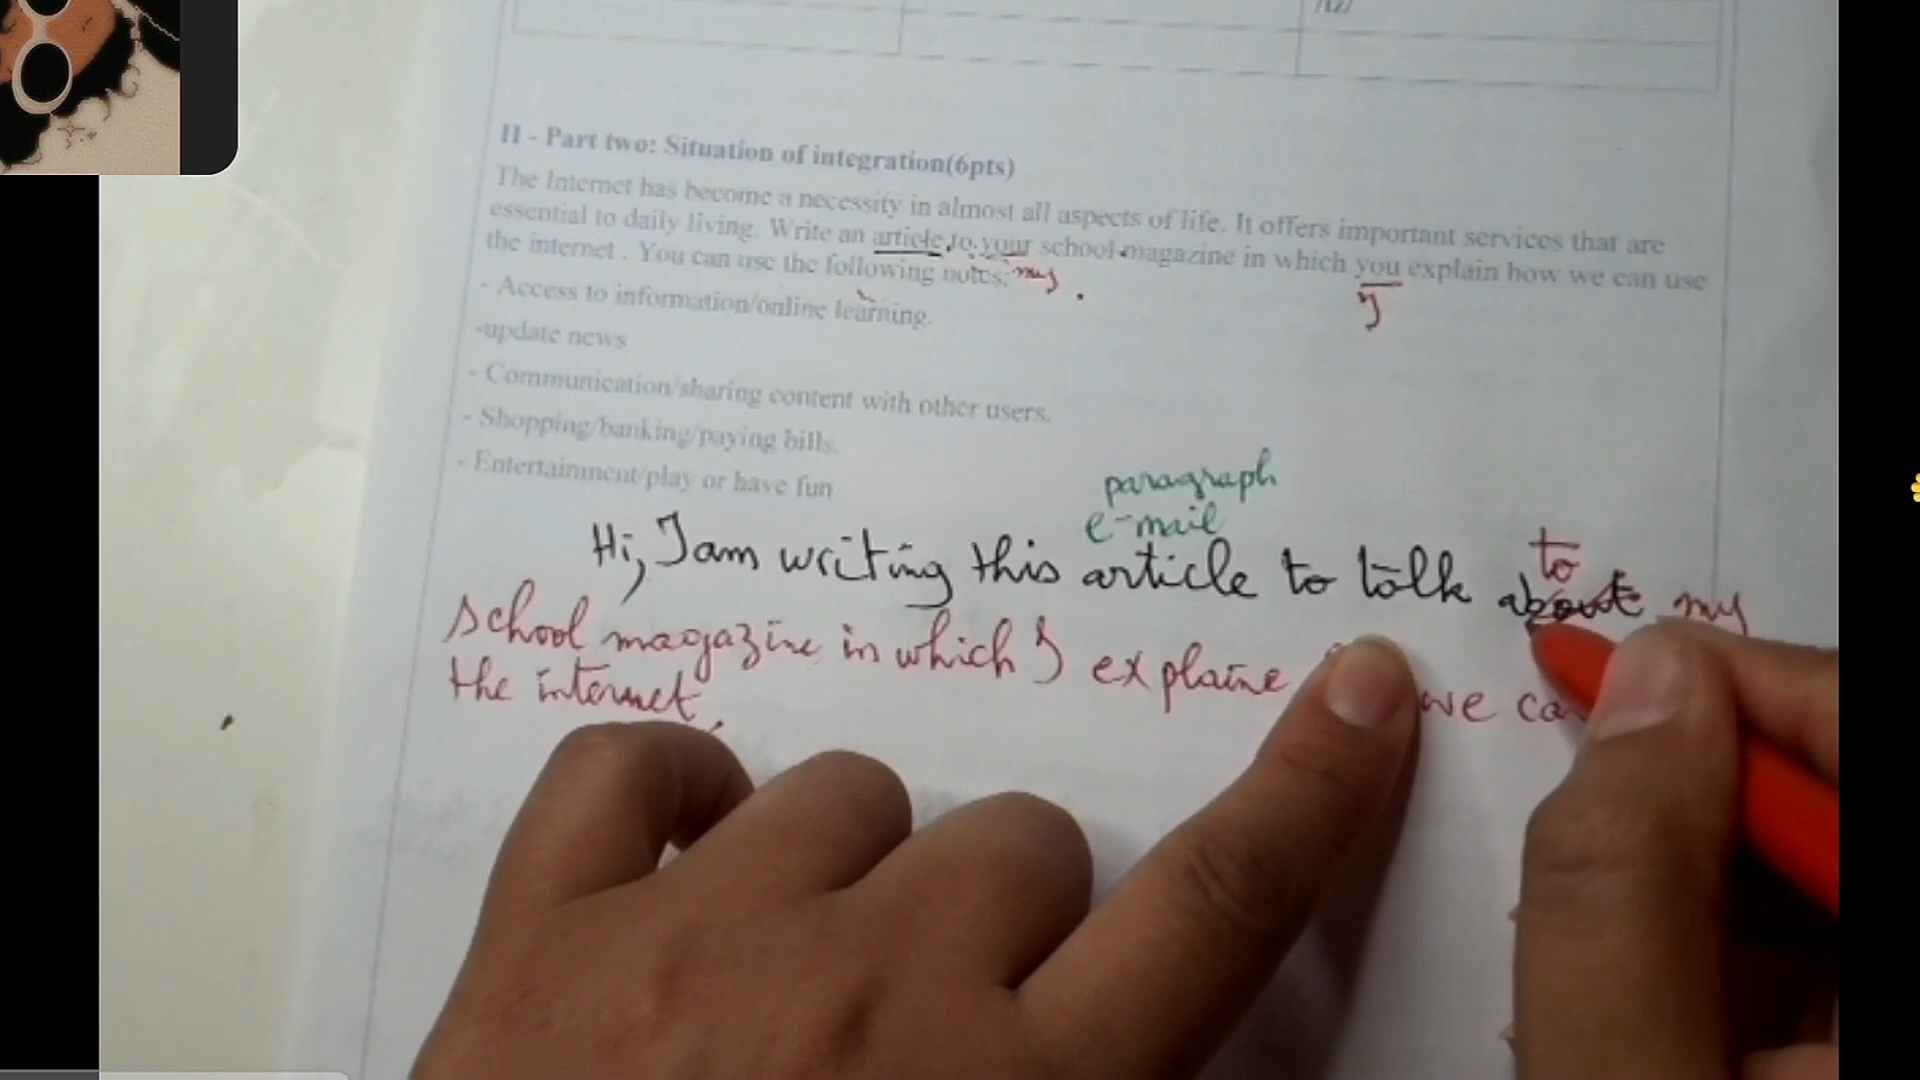 /iz/
II - Part two: Situation of integration(6pts)
The Internet has become a necessity in almost all aspects of life. It offers important services that are
essential to daily living. Write an article to your school magazine in which you explain how we can use
the internet . You can use the following notes: my
I
- Access to information/online learning.
-update news
- Communication/sharing content with other users.
- Shopping/banking/paying bills.
- Entertainment/play or have fun
paragraph
e-mail
to
Hi, I am writing this article to talk about my
school magazine in which I explaine we ca
the internet.